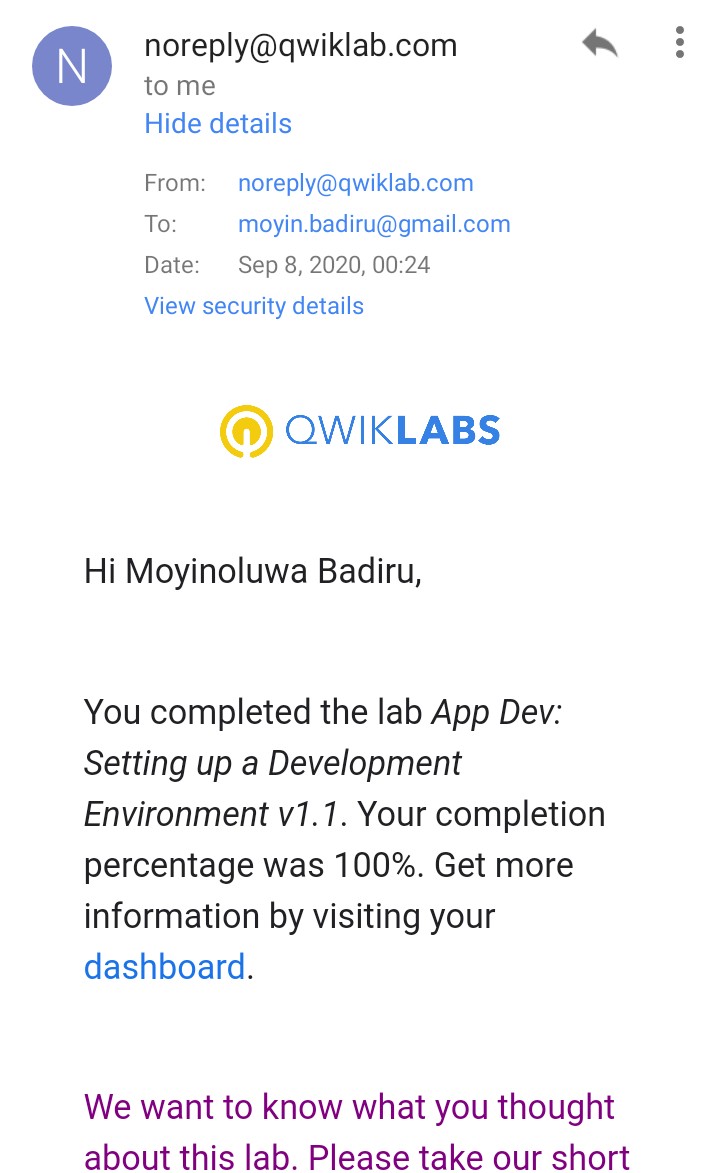 N
noreply@qwiklab.com
to me
Hide details
From: noreply@qwiklab.com
To: moyin.badiru@gmail.com
Date: Sep 8, 2020, 00:24
View security details
QWIKLABS
Hi Moyinoluwa Badiru,
You completed the lab App Dev:
Setting up a Development
Environment v1.1. Your completion
percentage was 100%. Get more
information by visiting your
dashboard.
We want to know what you thought
about this lab. Please take our short